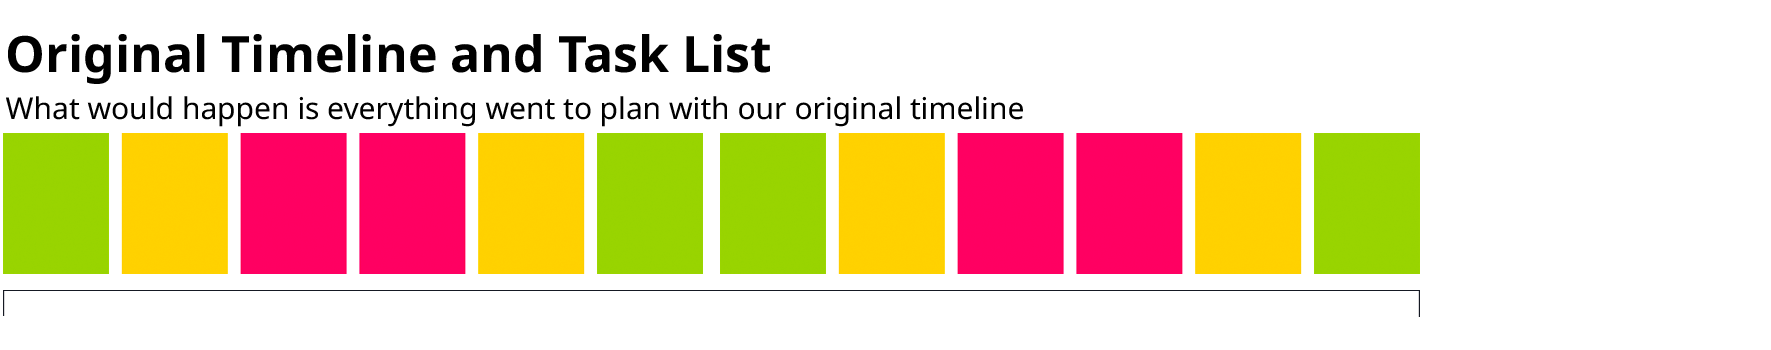 Original Timeline and Task List
What would happen is everything went to plan with our original timeline